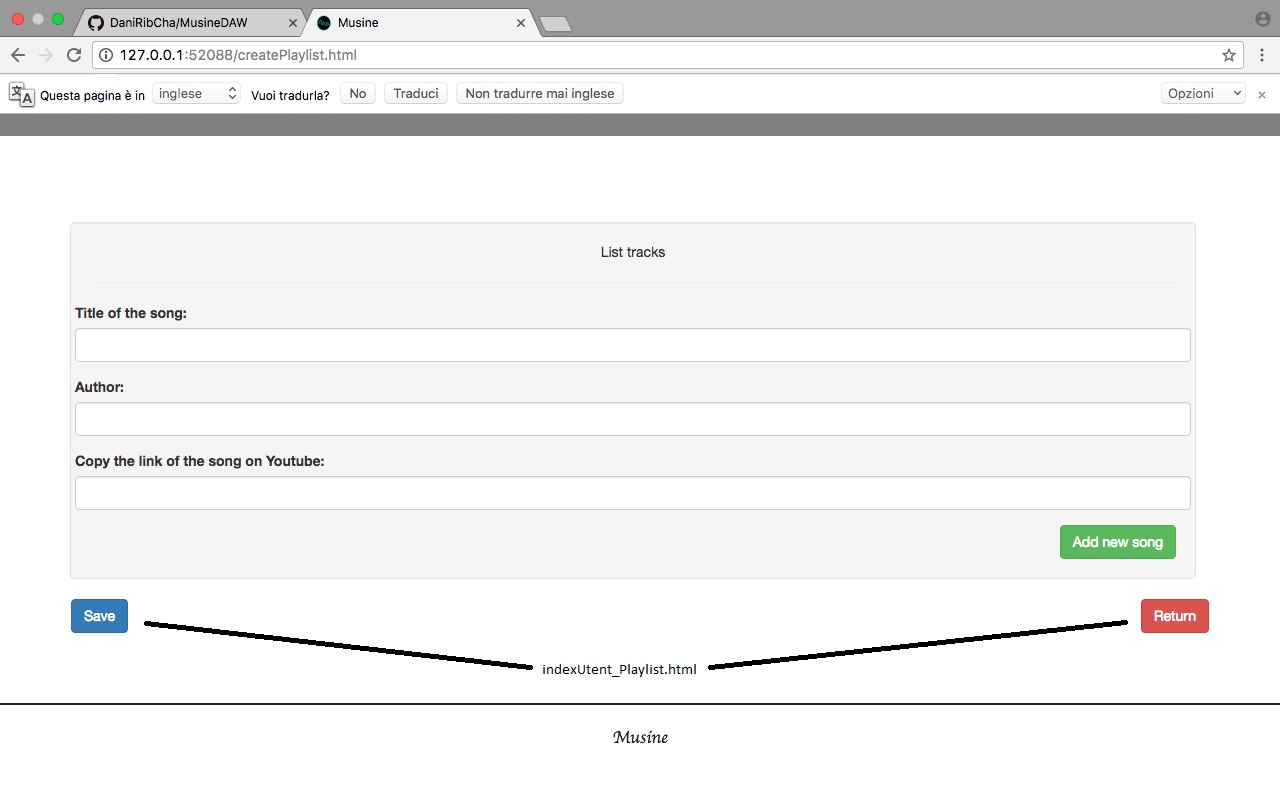 DaniRibCha/MusineDAW
Musine
127.0.0.1:52088/createPlaylist.html
Questa pagina è in inglese Vuoi tradurla? No Traduci Non tradurre mai inglese Opzioni
List tracks
Title of the song:
Author:
Copy the link of the song on Youtube:
Add new song
Save Return
indexUtent_Playlist.html
Musine